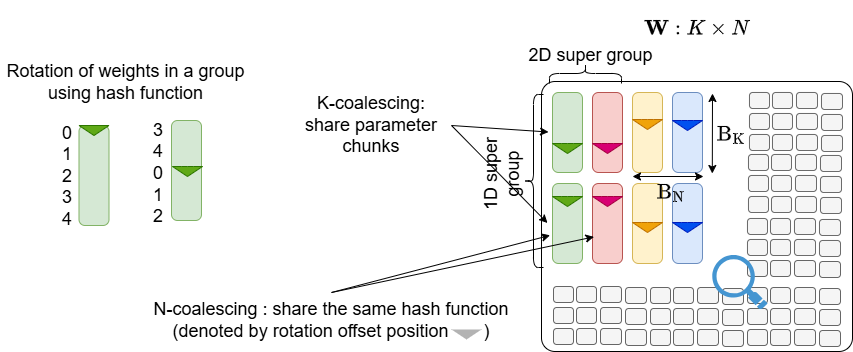 W : K × N
2D super group
Rotation of weights in a group
using hash function
K-coalescing:
share parameter
chunks
0
1
2
3
4
3
4
0
1
2
1D super
group
B_K
B_N
N-coalescing : share the same hash function
(denoted by rotation offset position )